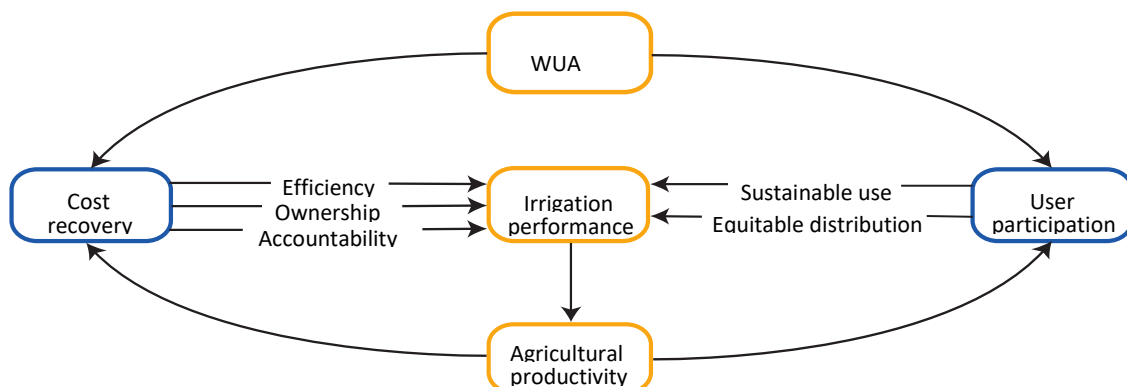 WUA
Cost
recovery
Efficiency
Ownership
Accountability
Irrigation
performance
Sustainable use
Equitable distribution
User
participation
Agricultural
productivity